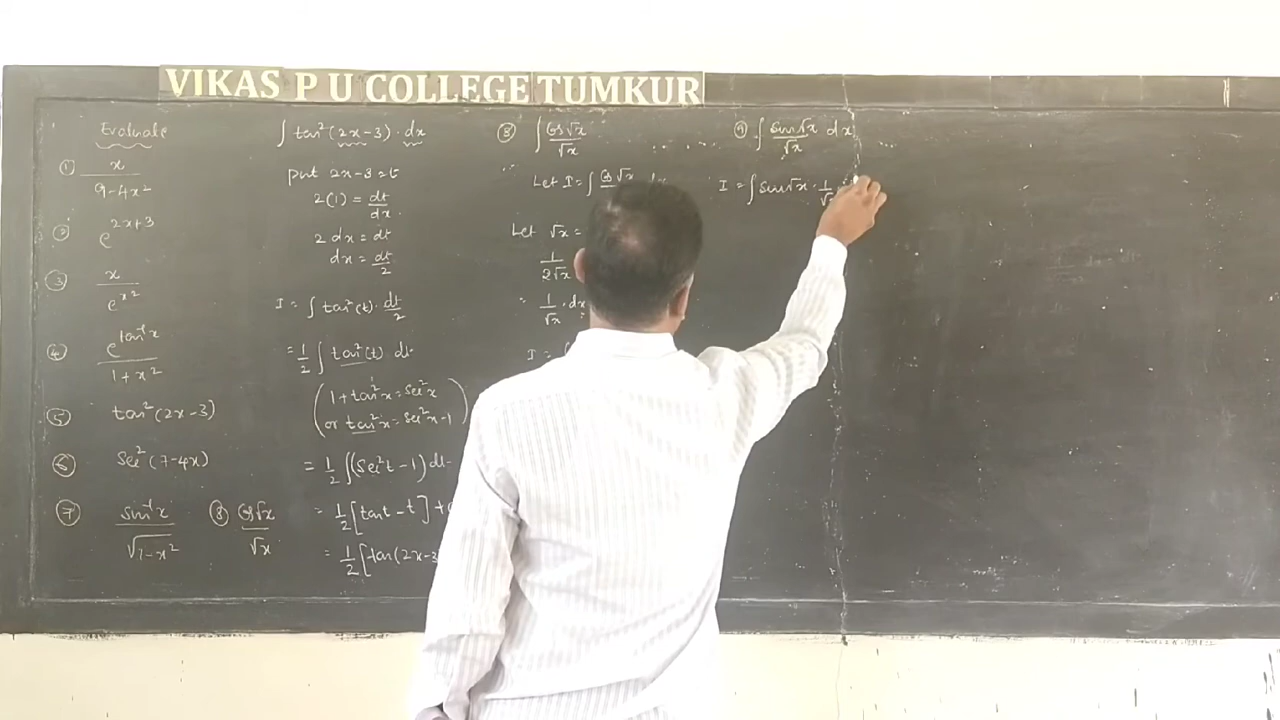 VIKAS P U COLLEGE TUMKUR
Evaluate
① x / 9-4x²
② e^(2x+3)
③ x / e^(x²)
④ e^(tan⁻¹x) / 1+x²
⑤ tan²(2x-3)
⑥ Sec²(7-4x)
⑦ sin⁻¹x / √(1-x²)
⑧ cos√x / √x
∫ tan²(2x-3) · dx
put 2x-3=t
2(1) = dt/dx
2 dx = dt
dx = dt/2
I = ∫ tan²(t) · dt/2
= 1/2 ∫ tan²(t) dt
(1+tan²x = Sec²x
or tan²x = Sec²x-1)
= 1/2 ∫(Sec²t - 1) dt
= 1/2 [tant - t] +
= 1/2 [tan(2x-3
⑧ ∫ cos√x / √x
Let I = ∫ cos√x
Let √x =
1 / 2√x
1/√x · dx
I = ∫
⑨ ∫ Sin√x / √x dx
I = ∫ Sin√x · 1/√x